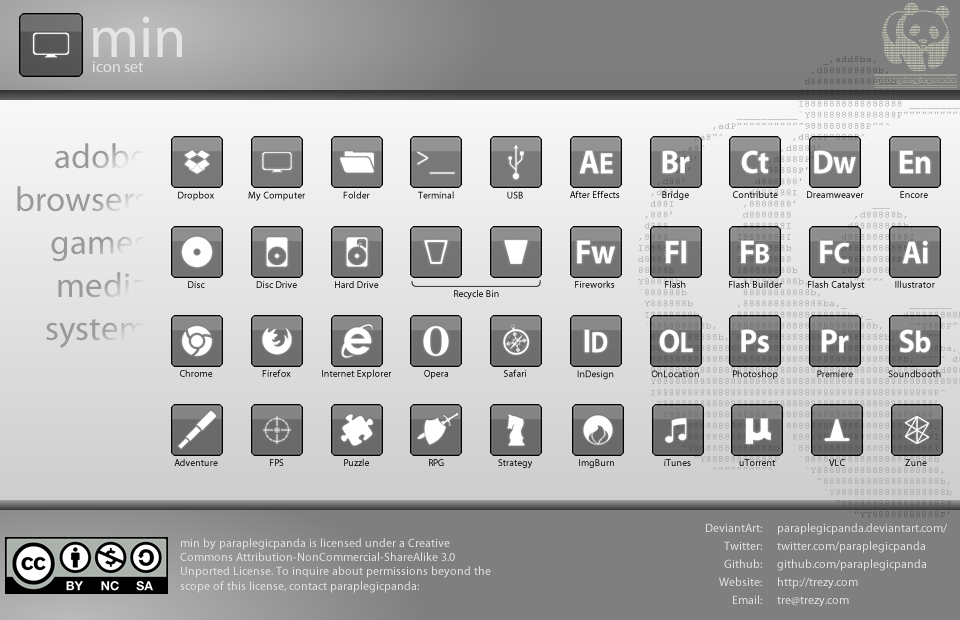 min
icon set
adobe
browsers
games
media
system
Dropbox
My Computer
Folder
>_
Terminal
USB
AE
After Effects
Br
Bridge
Ct
Contribute
Dw
Dreamweaver
En
Encore
Disc
Disc Drive
Hard Drive
Recycle Bin
Fw
Fireworks
Fl
Flash
FB
Flash Builder
FC
Flash Catalyst
Ai
Illustrator
Chrome
Firefox
Internet Explorer
Opera
Safari
ID
InDesign
OL
OnLocation
Ps
Photoshop
Pr
Premiere
Sb
Soundbooth
Adventure
FPS
Puzzle
RPG
Strategy
ImgBurn
iTunes
µ
uTorrent
VLC
Zune
cc
BY NC SA
min by paraplegicpanda is licensed under a Creative
Commons Attribution-NonCommercial-ShareAlike 3.0
Unported License. To inquire about permissions beyond the
scope of this license, contact paraplegicpanda:
DeviantArt: paraplegicpanda.deviantart.com/
Twitter: twitter.com/paraplegicpanda
Github: github.com/paraplegicpanda
Website: http://trezy.com
Email: tre@trezy.com